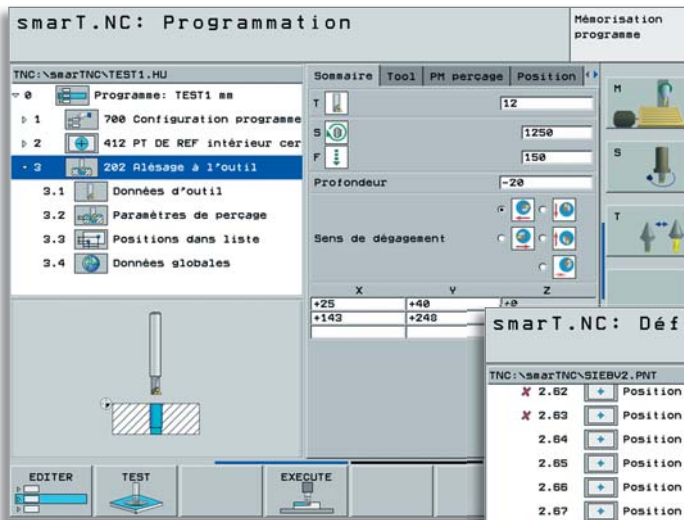 smarT.NC: Programmation
Mémorisation
programme
TNC:\smarTNC\TEST1.HU
0 Programme: TEST1 mm
1 700 Configuration programme
2 412 PT DE REF intérieur cer
3 202 Alésage à l'outil
3.1 Données d'outil
3.2 Paramètres de perçage
3.3 Positions dans liste
3.4 Données globales
Sommaire Tool PM perçage Position
T 12
S 1250
F 150
Profondeur -20
Sens de dégagement
X Y Z
+25 +40 +0
+143 +248
M
S
T
EDITER TEST EXECUTE
smarT.NC: Déf
TNC:\smarTNC\SIEBV2.PNT
2.62 Position
2.63 Position
2.64 Position
2.65 Position
2.66 Position
2.67 Position